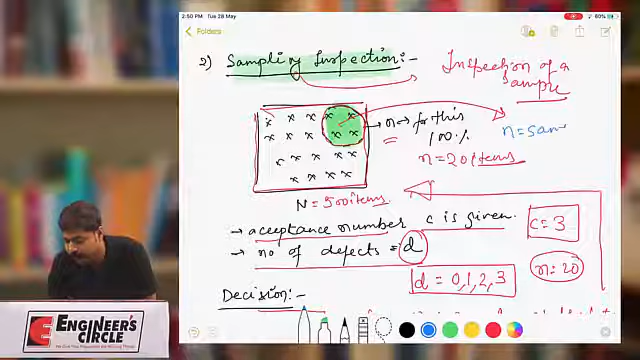 2:50 PM Tue 28 May
80%
Folders
2) Sampling Inspection:-
Inspection of a
Sample
x x x x x
x x x x x
x x x x
x x x x
n → for this
100%
n = 20 items
n = Sam
N = 500 items
→ acceptance number c is given.
c = 3
→ no of defects = d
n = 20
d = 0, 1, 2, 3
Decision:-
ENGINEER'S
CIRCLE